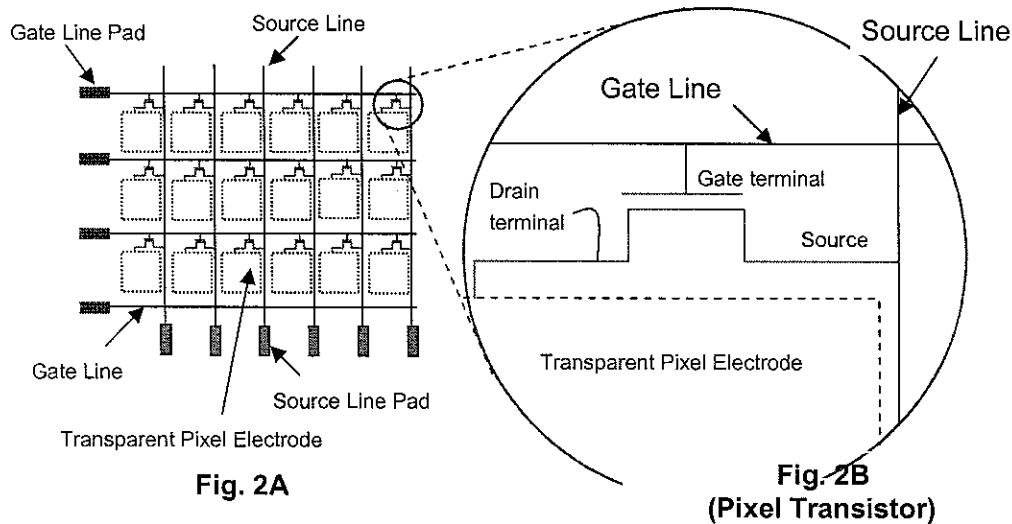 Gate Line Pad
Source Line
Gate Line
Transparent Pixel Electrode
Source Line Pad
Fig. 2A
Source Line
Gate Line
Gate terminal
Drain
terminal
Source
Transparent Pixel Electrode
Fig. 2B
(Pixel Transistor)